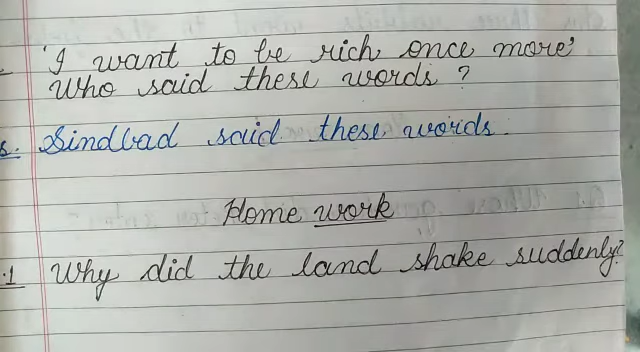 'I want to be rich once more'
Who said these words ?
s. Sindbad said these words.
Home work
.1 Why did the land shake suddenly?